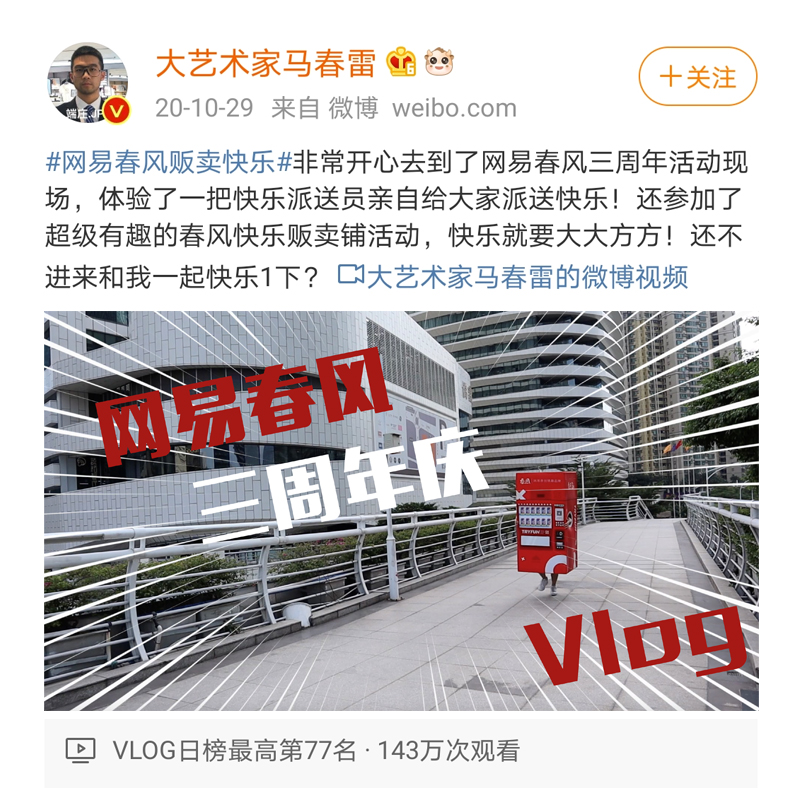 大艺术家马春雷
6
端庄.JPG
V
20-10-29 来自 微博 weibo.com
+关注
#网易春风贩卖快乐#非常开心去到了网易春风三周年活动现
场，体验了一把快乐派送员亲自给大家派送快乐！还参加了
超级有趣的春风快乐贩卖铺活动，快乐就要大大方方！还不
进来和我一起快乐1下？ 大艺术家马春雷的微博视频
网易春风
三周年庆
春风
TRYFUN
Vlog
VLOG日榜最高第77名 · 143万次观看